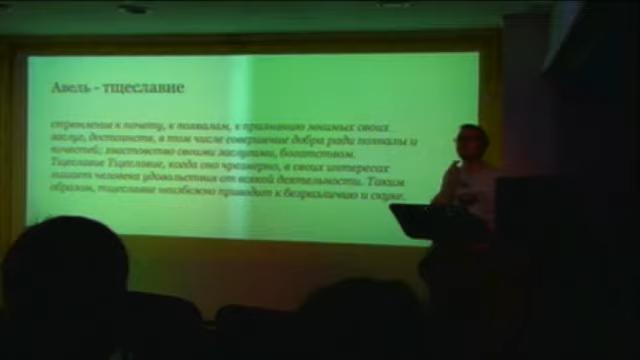 Авель - тщеславие
стремление к почету, к похвалам, к признанию мнимых своих
заслуг, достоинств, в том числе совершение добра ради похвалы и
почестей; хвастовство своими заслугами, богатством.
Тщеславие Тщеславие, когда оно чрезмерно, в своих интересах
лишает человека удовольствия от всякой деятельности. Таким
образом, тщеславие неизбежно приводит к безразличию и скуке.